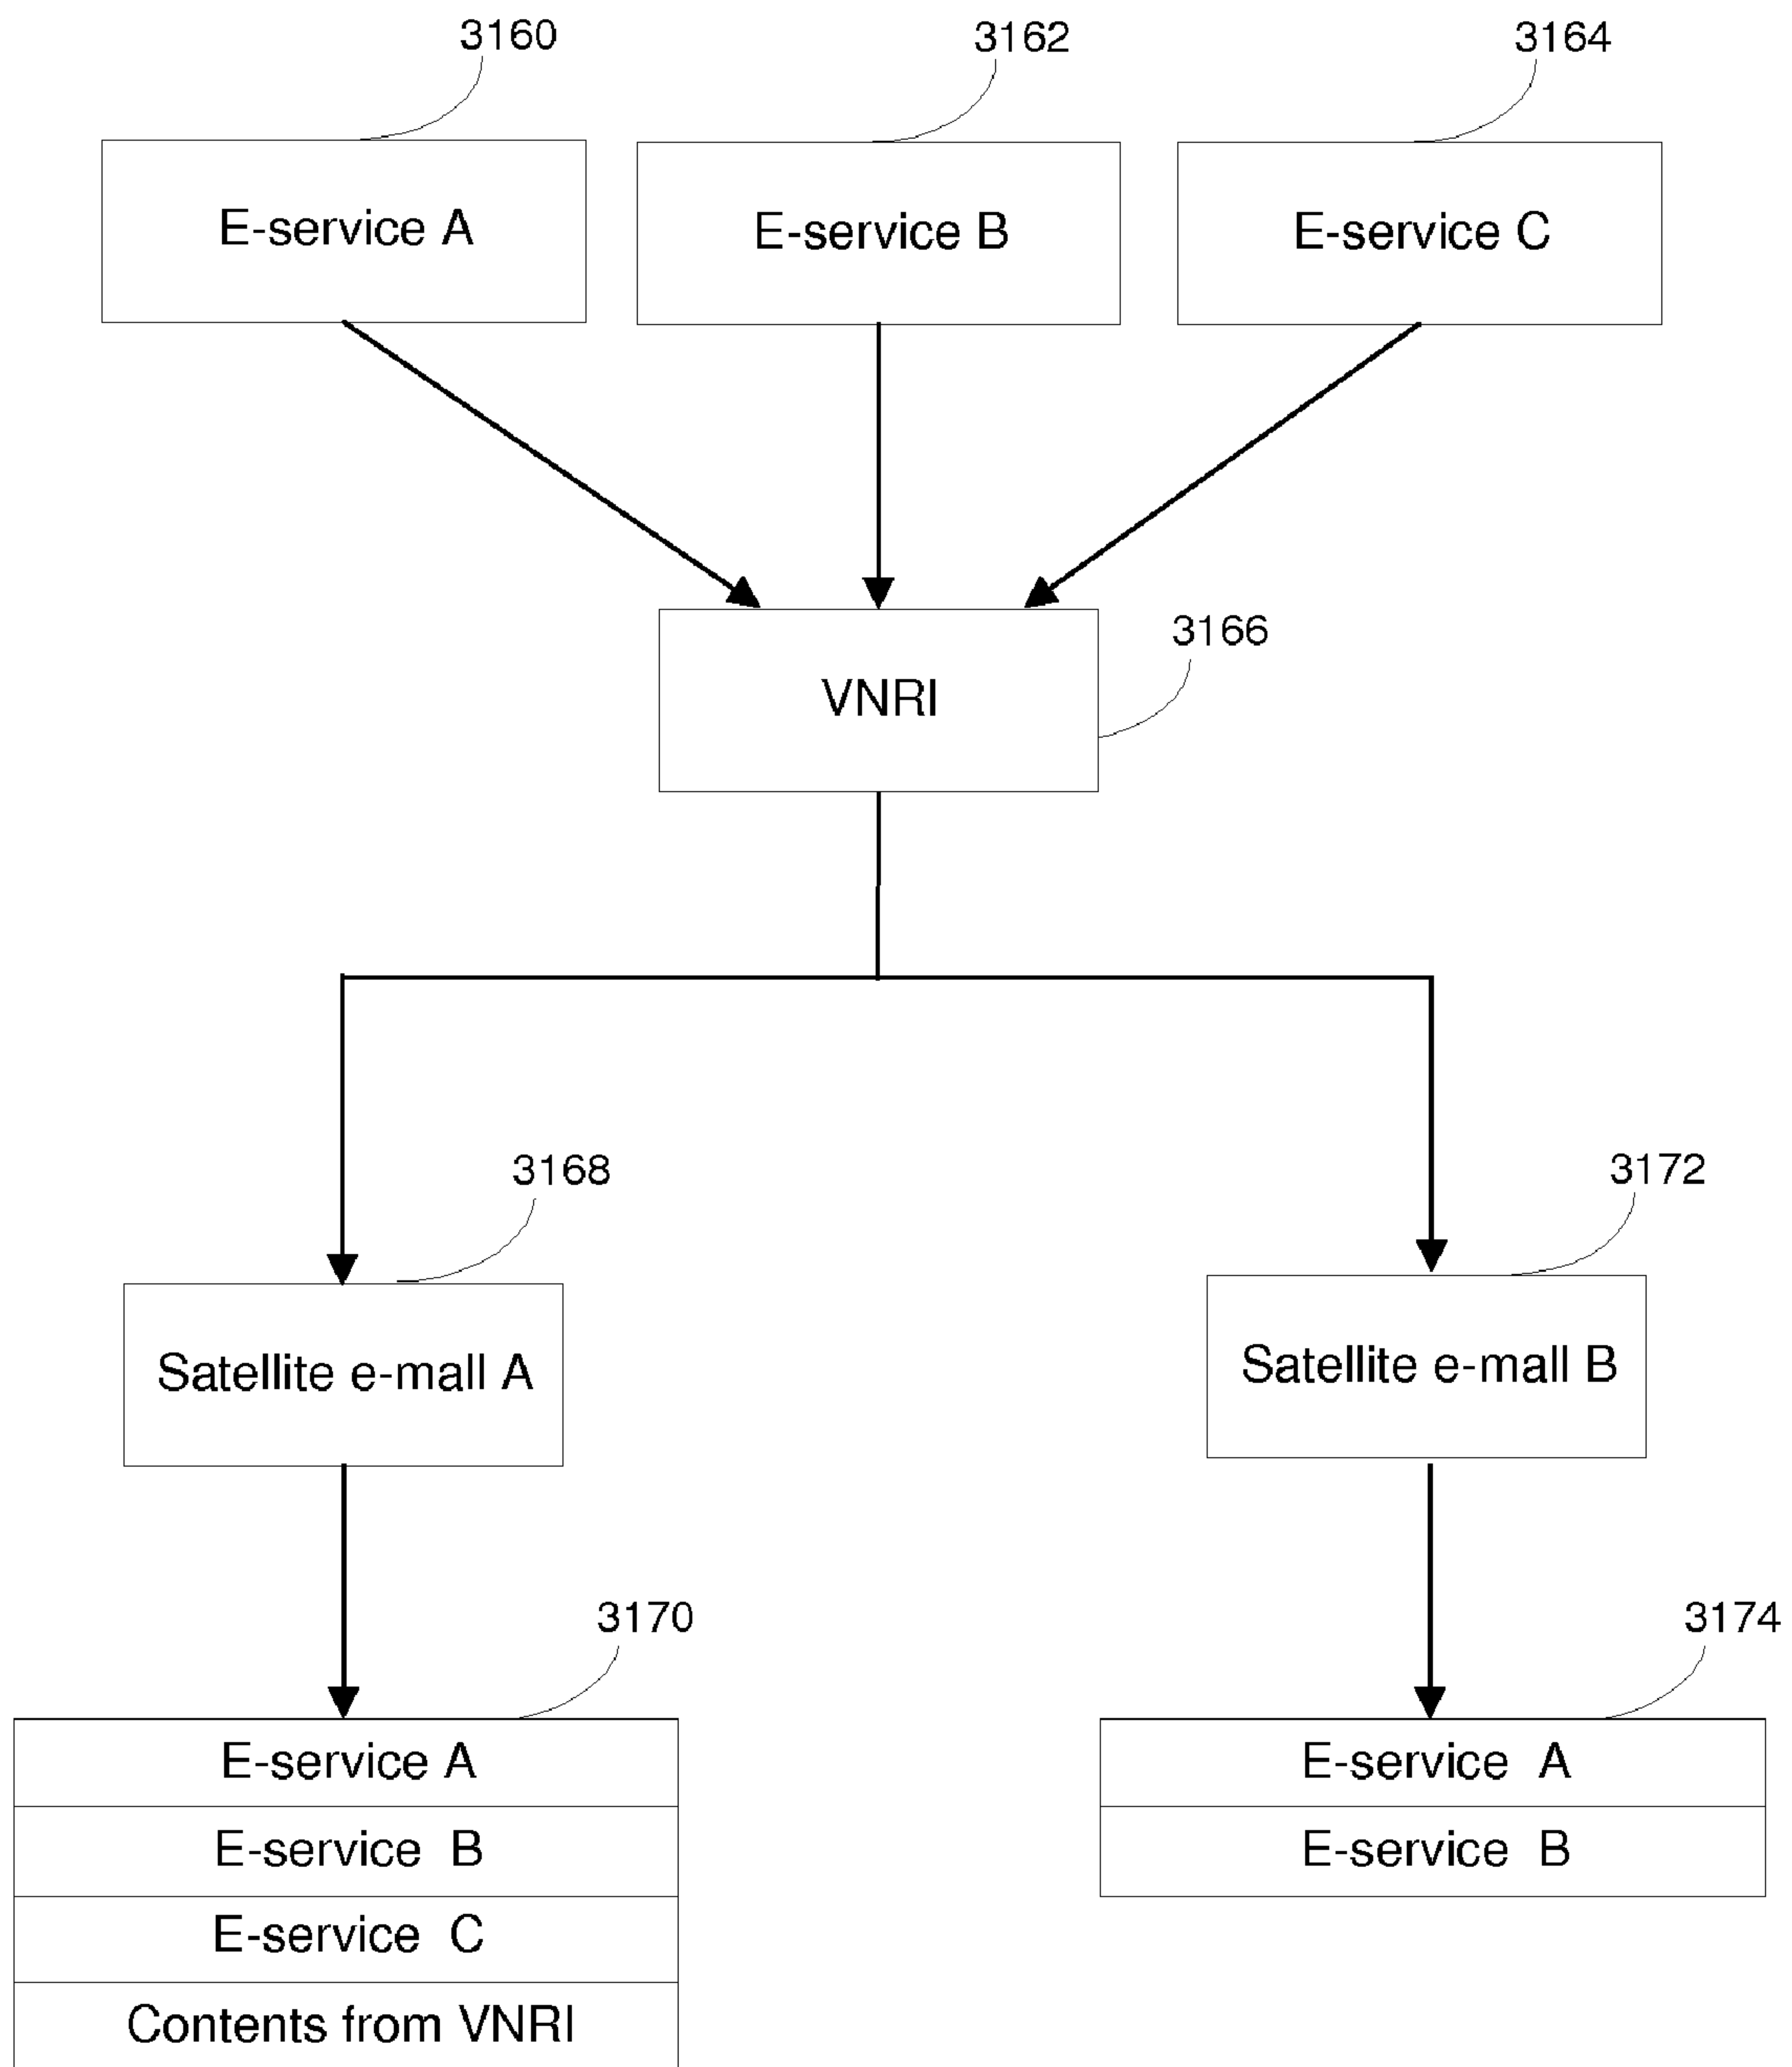 3160
3162
3164
E-service A
E-service B
E-service C
3166
VNRI
3168
3172
Satellite e-mall A
Satellite e-mall B
3170
3174
E-service A
E-service B
E-service C
Contents from VNRI
E-service A
E-service B